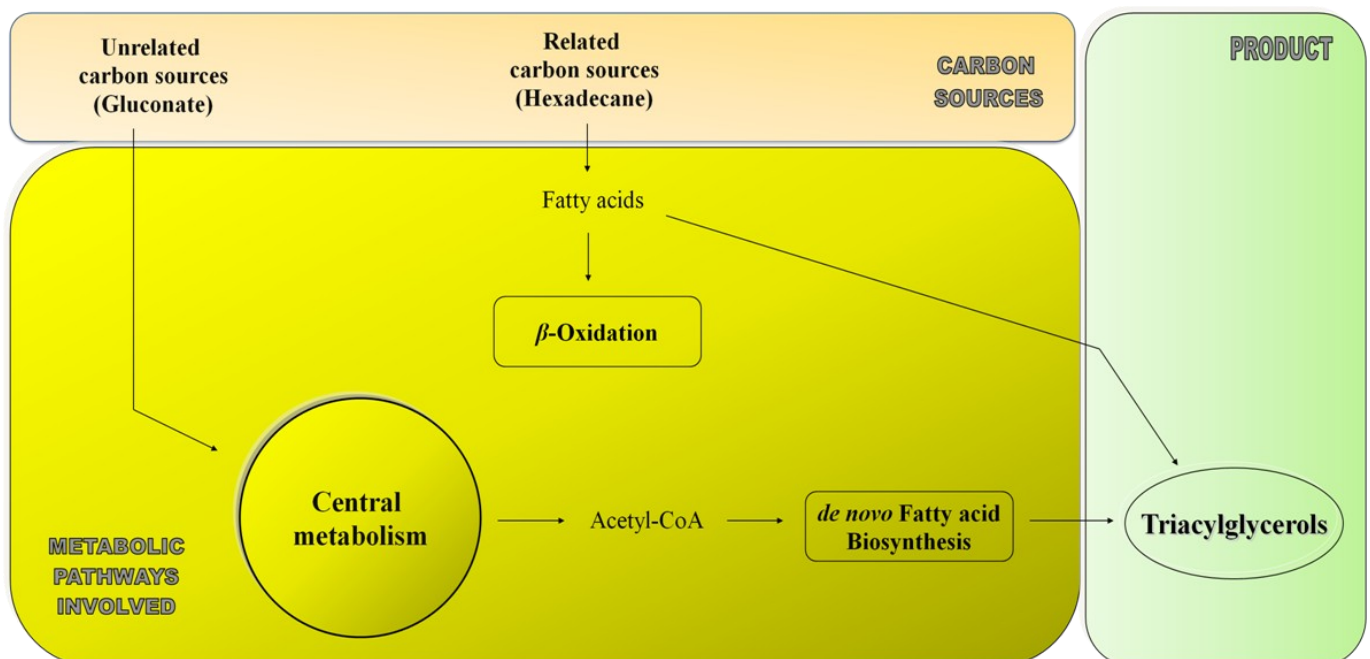 Unrelated
carbon sources
(Gluconate)
Related
carbon sources
(Hexadecane)
CARBON
SOURCES
PRODUCT
Fatty acids
β-Oxidation
Central
metabolism
Acetyl-CoA
de novo Fatty acid
Biosynthesis
Triacylglycerols
METABOLIC
PATHWAYS
INVOLVED